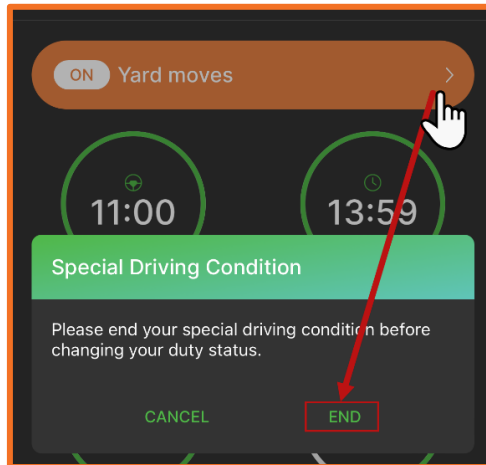 ON Yard moves
11:00
13:59
Special Driving Condition
Please end your special driving condition before
changing your duty status.
CANCEL END